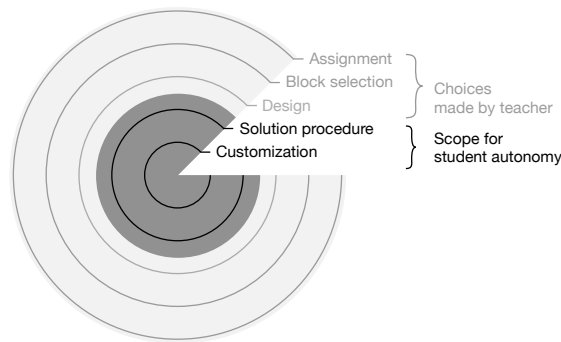 Assignment
Block selection
Design
Solution procedure
Customization
Choices
made by teacher
Scope for
student autonomy